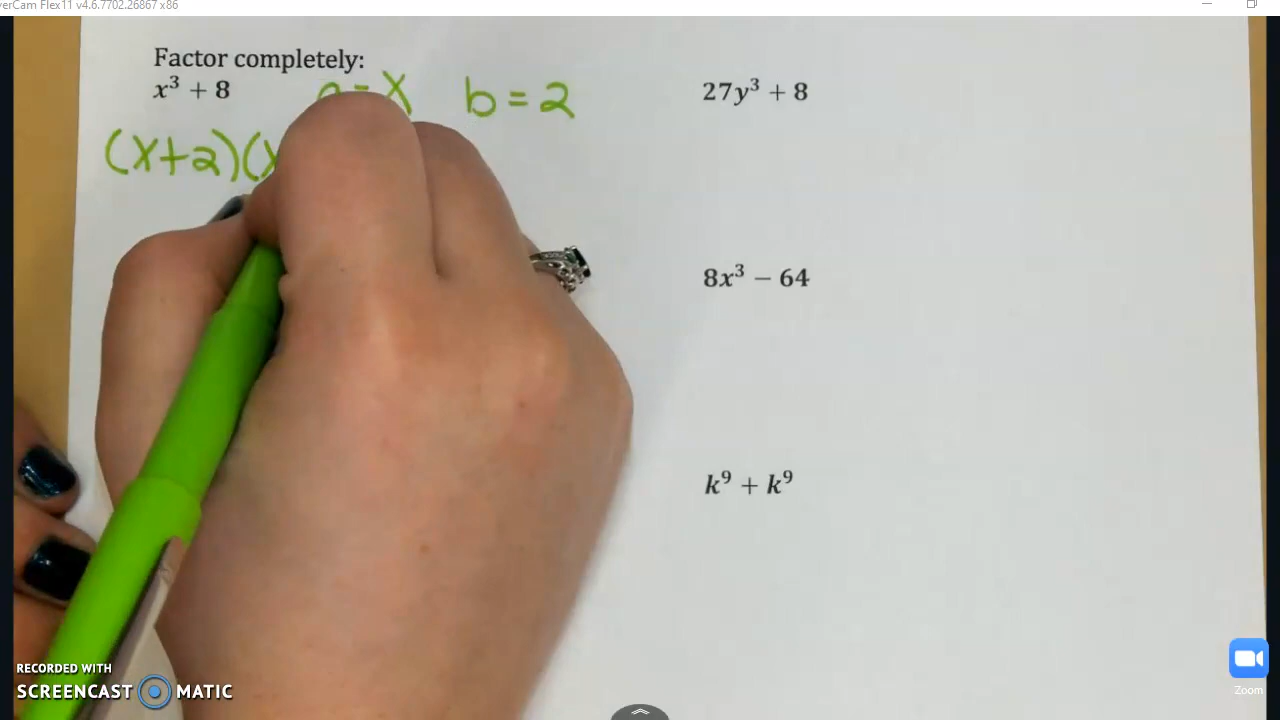 verCam Flex11 v4.6.7702.26867 x86
Factor completely:
x³ + 8
a = x b = 2
(x+2)(x
27y³ + 8
8x³ − 64
k⁹ + k⁹
RECORDED WITH
SCREENCAST MATIC
Zoom